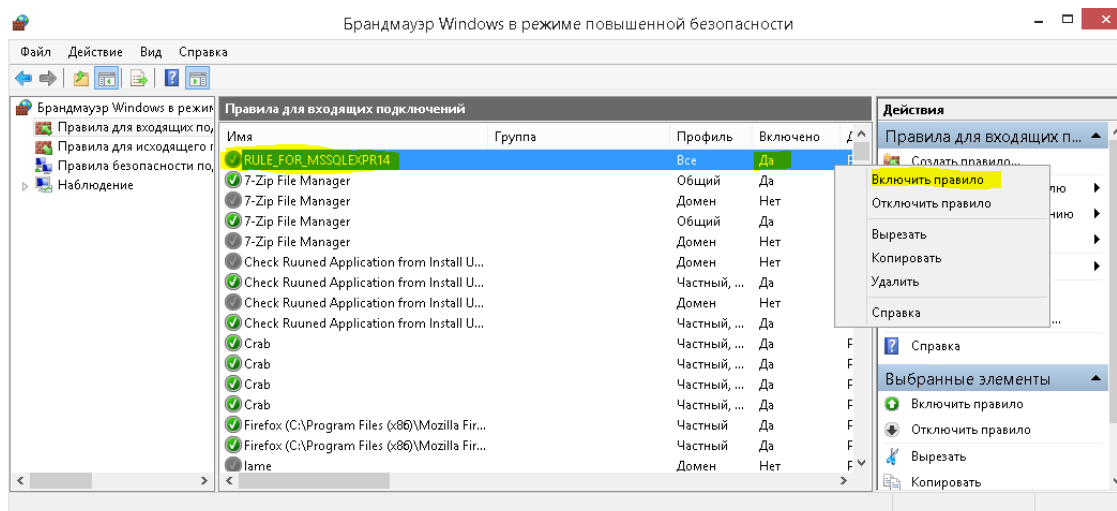 Брандмауэр Windows в режиме повышенной безопасности
Файл Действие Вид Справка
Брандмауэр Windows в режим
Правила для входящих под
Правила для исходящего п
Правила безопасности по
Наблюдение
Правила для входящих подключений
Имя Группа Профиль Включено
RULE_FOR_MSSQLEXPR14 Все Да
7-Zip File Manager Общий Да
7-Zip File Manager Домен Нет
7-Zip File Manager Общий Да
7-Zip File Manager Домен Нет
Check Ruuned Application from Install U... Домен Нет
Check Ruuned Application from Install U... Частный, ... Да
Check Ruuned Application from Install U... Домен Нет
Check Ruuned Application from Install U... Частный, ... Да
Crab Частный, ... Да
Crab Частный, ... Да
Crab Частный, ... Да
Crab Частный, ... Да
Firefox (C:\Program Files (x86)\Mozilla Fir... Частный Да
Firefox (C:\Program Files (x86)\Mozilla Fir... Частный Да
lame Домен Нет
Включить правило
Отключить правило
Вырезать
Копировать
Удалить
Справка
Действия
Правила для входящих п...
Создать правило...
Справка
Выбранные элементы
Включить правило
Отключить правило
Вырезать
Копировать